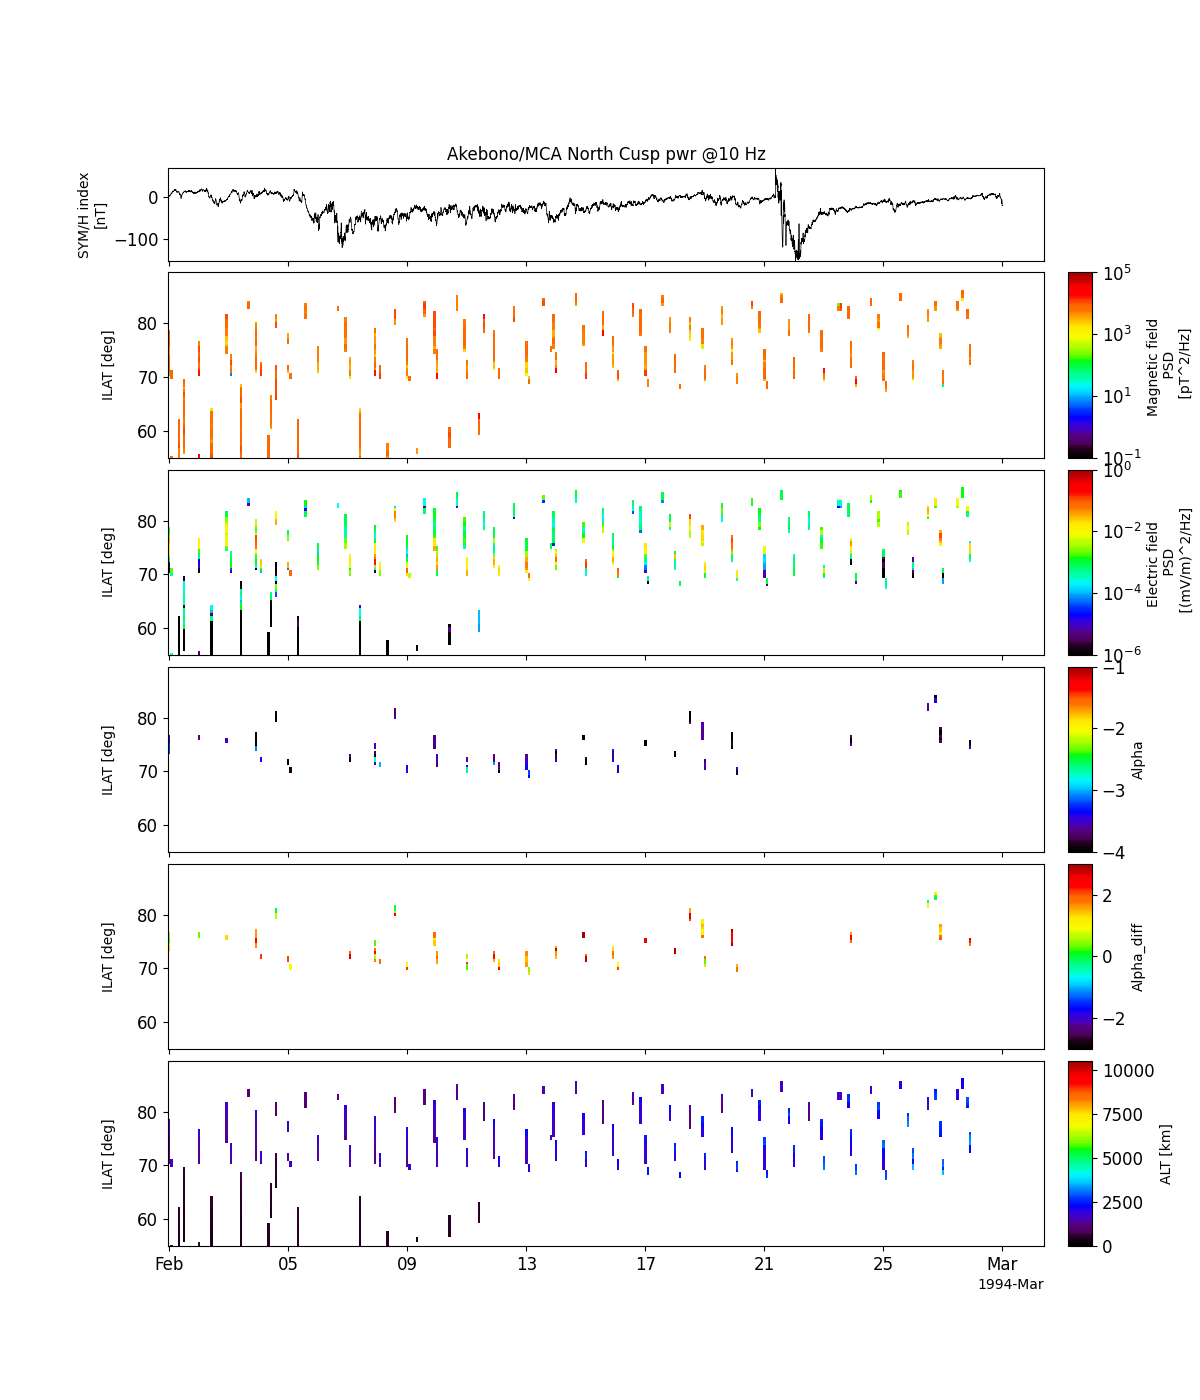 Akebono/MCA North Cusp pwr @10 Hz
SYM/H index
[nT]
0
−100
ILAT [deg]
80
70
60
10^5
10^3
10^1
10^-1
Magnetic field
PSD
[pT^2/Hz]
ILAT [deg]
80
70
60
10^0
10^-2
10^-4
10^-6
Electric field
PSD
[(mV/m)^2/Hz]
ILAT [deg]
80
70
60
−1
−2
−3
−4
Alpha
ILAT [deg]
80
70
60
2
0
−2
Alpha_diff
ILAT [deg]
80
70
60
10000
7500
5000
2500
0
ALT [km]
Feb 05 09 13 17 21 25 Mar
1994-Mar